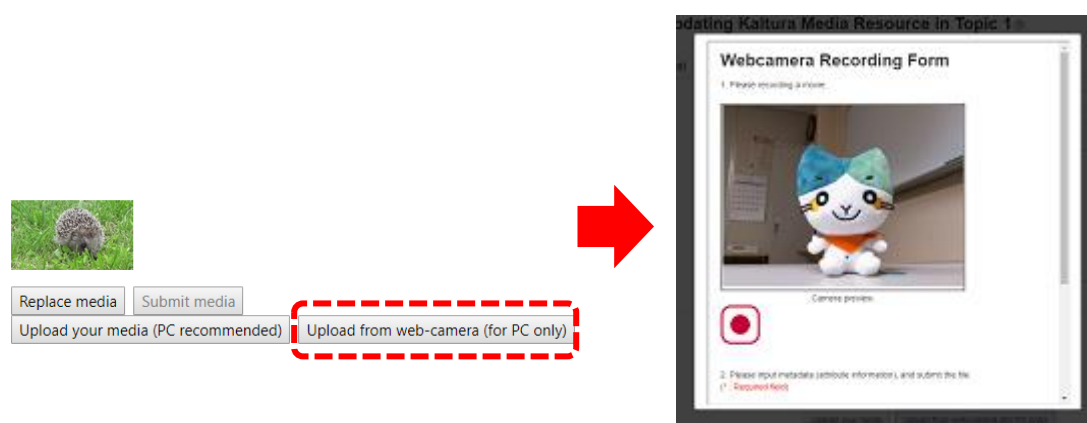 Replace media
Submit media
Upload your media (PC recommended)
Upload from web-camera (for PC only)
dating Kaltura Media Resource in Topic 1
Webcamera Recording Form
1. Please recording a movie.
Camera preview.
2. Please input metadata (attribute information), and submit the file.
(* : Required field)